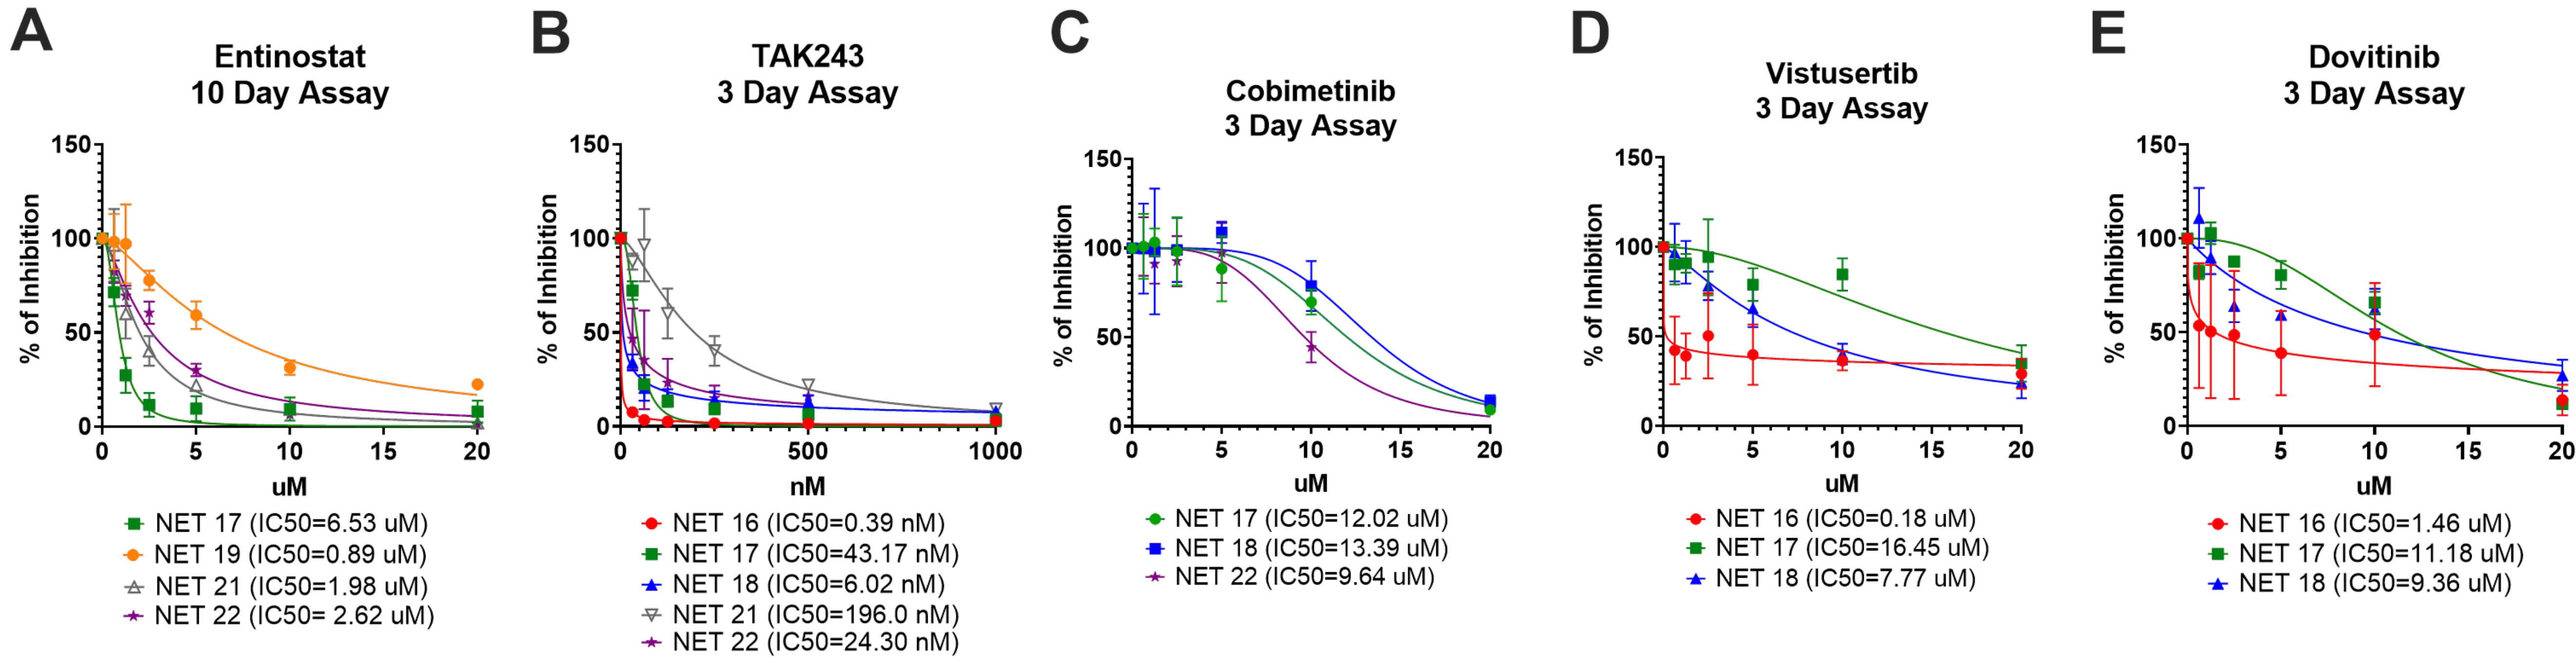 A
Entinostat
10 Day Assay
% of Inhibition
150
100
50
0
0 5 10 15 20
uM
NET 17 (IC50=6.53 uM)
NET 19 (IC50=0.89 uM)
NET 21 (IC50=1.98 uM)
NET 22 (IC50= 2.62 uM)
B
TAK243
3 Day Assay
% of Inhibition
150
100
50
0
0 500 1000
nM
NET 16 (IC50=0.39 nM)
NET 17 (IC50=43.17 nM)
NET 18 (IC50=6.02 nM)
NET 21 (IC50=196.0 nM)
NET 22 (IC50=24.30 nM)
C
Cobimetinib
3 Day Assay
% of Inhibition
150
100
50
0
0 5 10 15 20
uM
NET 17 (IC50=12.02 uM)
NET 18 (IC50=13.39 uM)
NET 22 (IC50=9.64 uM)
D
Vistusertib
3 Day Assay
% of Inhibition
150
100
50
0
0 5 10 15 20
uM
NET 16 (IC50=0.18 uM)
NET 17 (IC50=16.45 uM)
NET 18 (IC50=7.77 uM)
E
Dovitinib
3 Day Assay
% of Inhibition
150
100
50
0
0 5 10 15 20
uM
NET 16 (IC50=1.46 uM)
NET 17 (IC50=11.18 uM)
NET 18 (IC50=9.36 uM)